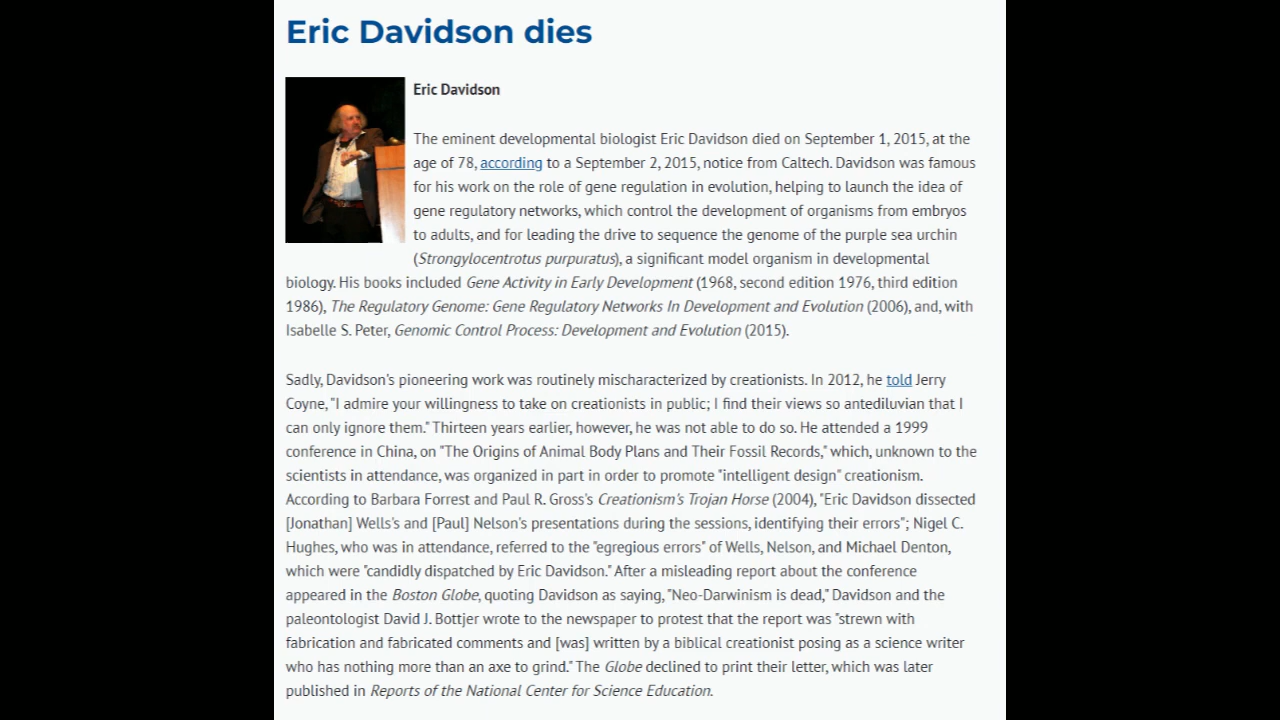 Eric Davidson dies
Eric Davidson
The eminent developmental biologist Eric Davidson died on September 1, 2015, at the
age of 78, according to a September 2, 2015, notice from Caltech. Davidson was famous
for his work on the role of gene regulation in evolution, helping to launch the idea of
gene regulatory networks, which control the development of organisms from embryos
to adults, and for leading the drive to sequence the genome of the purple sea urchin
(Strongylocentrotus purpuratus), a significant model organism in developmental
biology. His books included Gene Activity in Early Development (1968, second edition 1976, third edition
1986), The Regulatory Genome: Gene Regulatory Networks In Development and Evolution (2006), and, with
Isabelle S. Peter, Genomic Control Process: Development and Evolution (2015).
Sadly, Davidson's pioneering work was routinely mischaracterized by creationists. In 2012, he told Jerry
Coyne, "I admire your willingness to take on creationists in public; I find their views so antediluvian that I
can only ignore them." Thirteen years earlier, however, he was not able to do so. He attended a 1999
conference in China, on "The Origins of Animal Body Plans and Their Fossil Records," which, unknown to the
scientists in attendance, was organized in part in order to promote "intelligent design" creationism.
According to Barbara Forrest and Paul R. Gross's Creationism's Trojan Horse (2004), "Eric Davidson dissected
[Jonathan] Wells's and [Paul] Nelson's presentations during the sessions, identifying their errors"; Nigel C.
Hughes, who was in attendance, referred to the "egregious errors" of Wells, Nelson, and Michael Denton,
which were "candidly dispatched by Eric Davidson." After a misleading report about the conference
appeared in the Boston Globe, quoting Davidson as saying, "Neo-Darwinism is dead," Davidson and the
paleontologist David J. Bottjer wrote to the newspaper to protest that the report was "strewn with
fabrication and fabricated comments and [was] written by a biblical creationist posing as a science writer
who has nothing more than an axe to grind." The Globe declined to print their letter, which was later
published in Reports of the National Center for Science Education.